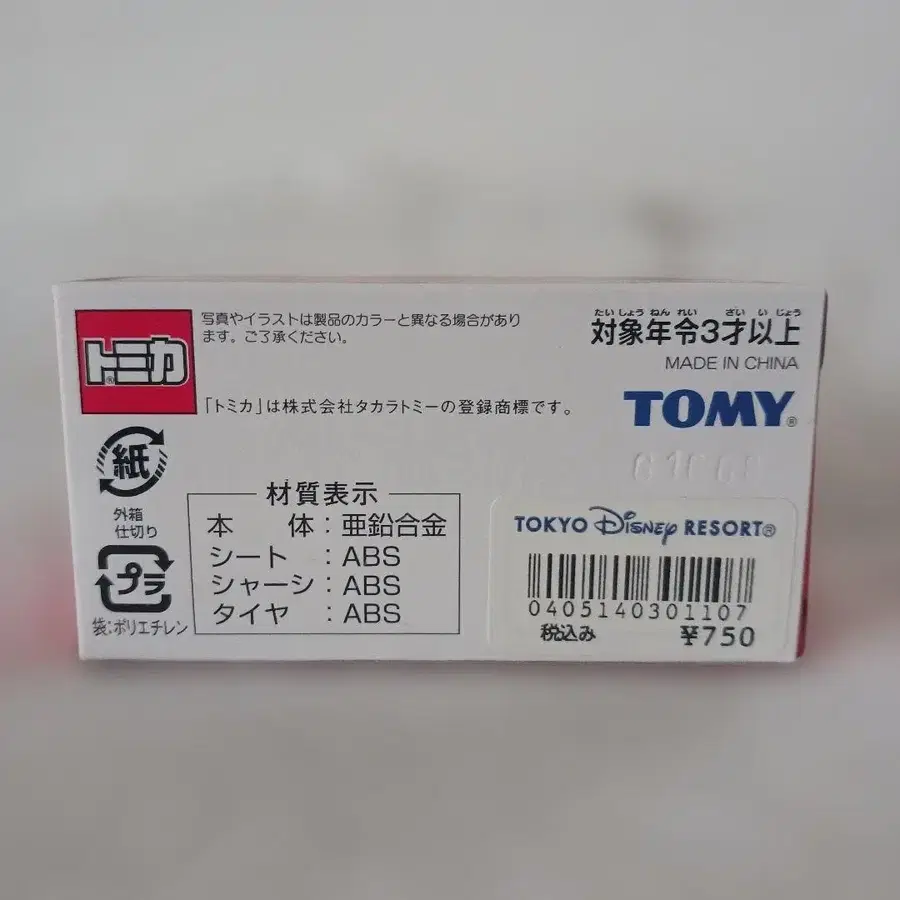 トミカ®
写真やイラストは製品のカラーと異なる場合があり
ます。ご了承ください。
「トミカ」は株式会社タカラトミーの登録商標です。
たいしょうねんれい ざいいじょう
対象年令3才以上
MADE IN CHINA
TOMY®
紙
外箱
仕切り
プラ
袋:ポリエチレン
材質表示
本 体:亜鉛合金
シート:ABS
シャーシ:ABS
タイヤ:ABS
TOKYO Disney RESORT®
0405140301107
税込み ¥750